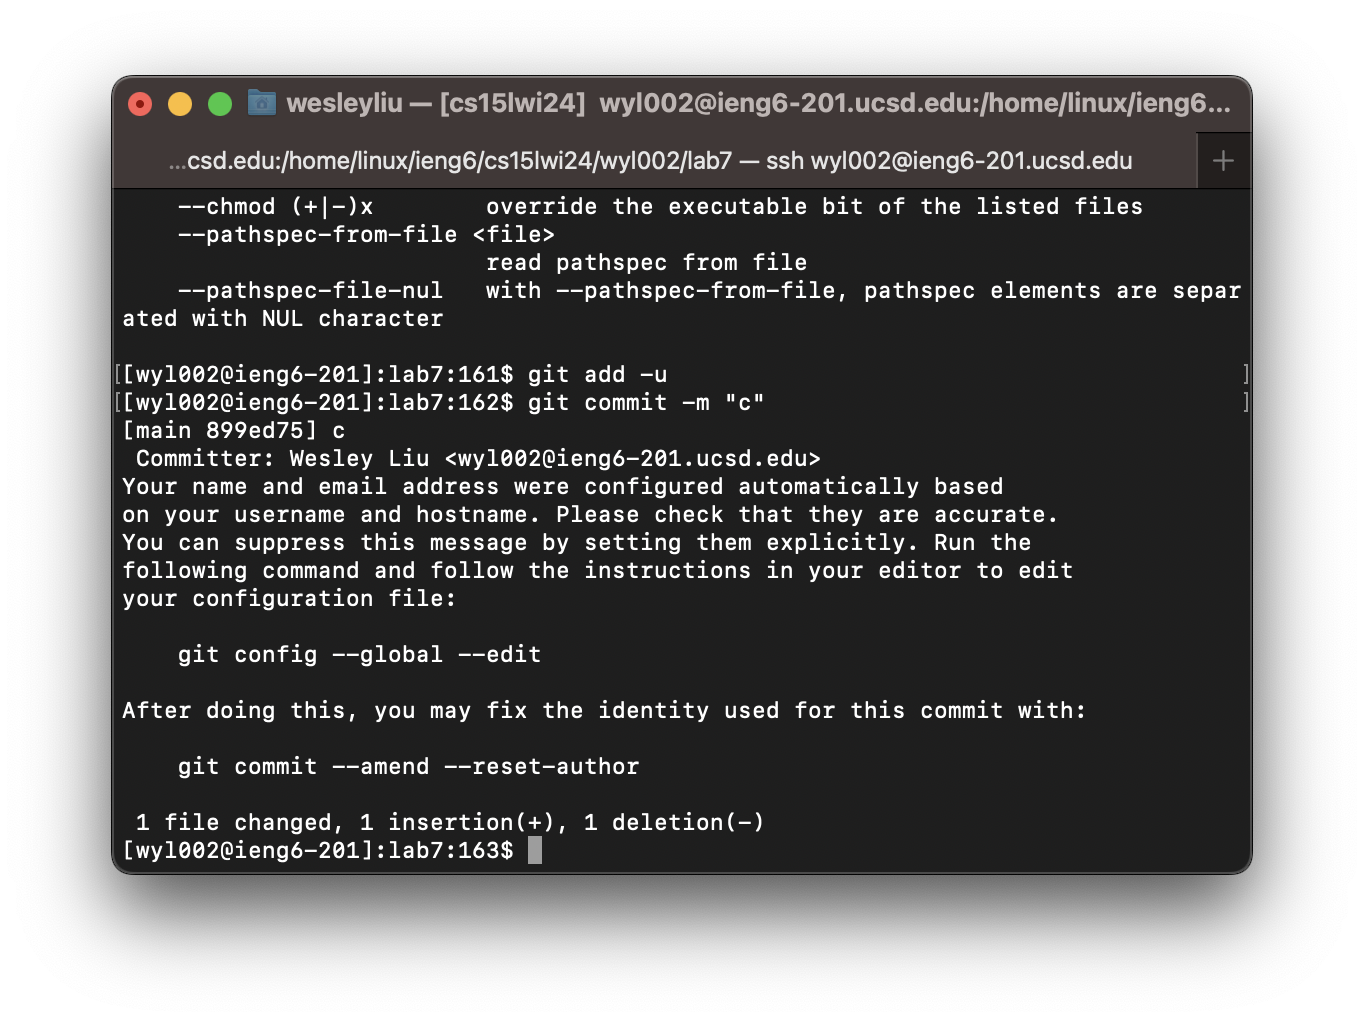 wesleyliu — [cs15lwi24] wyl002@ieng6-201.ucsd.edu:/home/linux/ieng6...
...csd.edu:/home/linux/ieng6/cs15lwi24/wyl002/lab7 — ssh wyl002@ieng6-201.ucsd.edu +
--chmod (+|-)x override the executable bit of the listed files
--pathspec-from-file <file>
read pathspec from file
--pathspec-file-nul with --pathspec-from-file, pathspec elements are separ
ated with NUL character
[[wyl002@ieng6-201]:lab7:161$ git add -u ]
[[wyl002@ieng6-201]:lab7:162$ git commit -m "c" ]
[main 899ed75] c
Committer: Wesley Liu <wyl002@ieng6-201.ucsd.edu>
Your name and email address were configured automatically based
on your username and hostname. Please check that they are accurate.
You can suppress this message by setting them explicitly. Run the
following command and follow the instructions in your editor to edit
your configuration file:
git config --global --edit
After doing this, you may fix the identity used for this commit with:
git commit --amend --reset-author
1 file changed, 1 insertion(+), 1 deletion(-)
[wyl002@ieng6-201]:lab7:163$